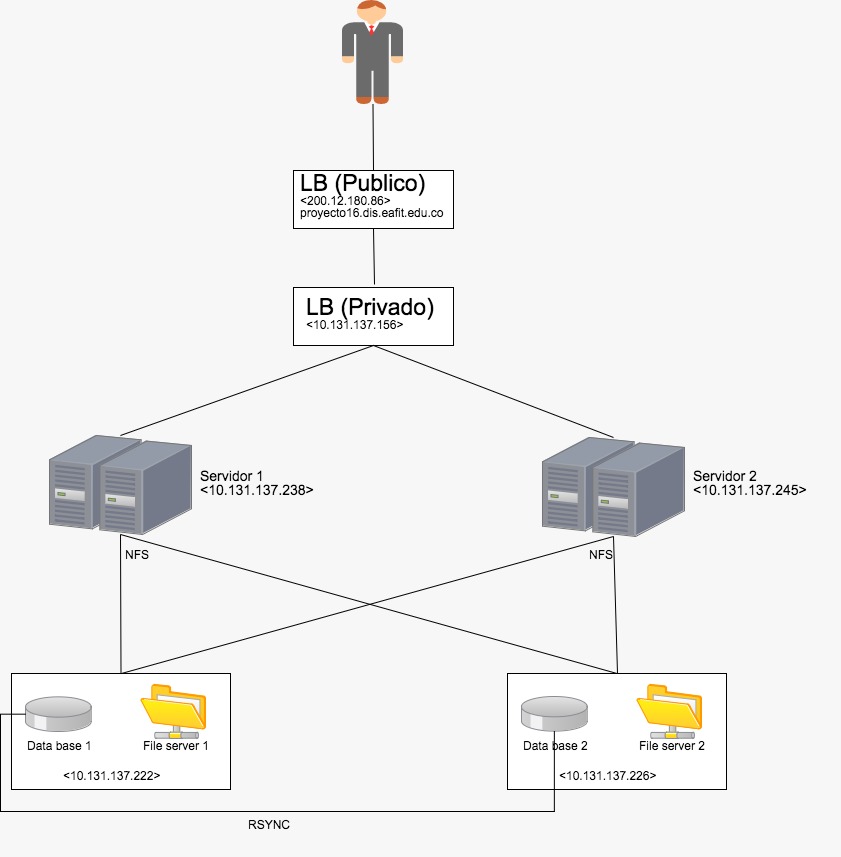 LB (Publico)
<200.12.180.86>
proyecto16.dis.eafit.edu.co
LB (Privado)
<10.131.137.156>
Servidor 1
<10.131.137.238>
Servidor 2
<10.131.137.245>
NFS
NFS
Data base 1
File server 1
<10.131.137.222>
Data base 2
File server 2
<10.131.137.226>
RSYNC